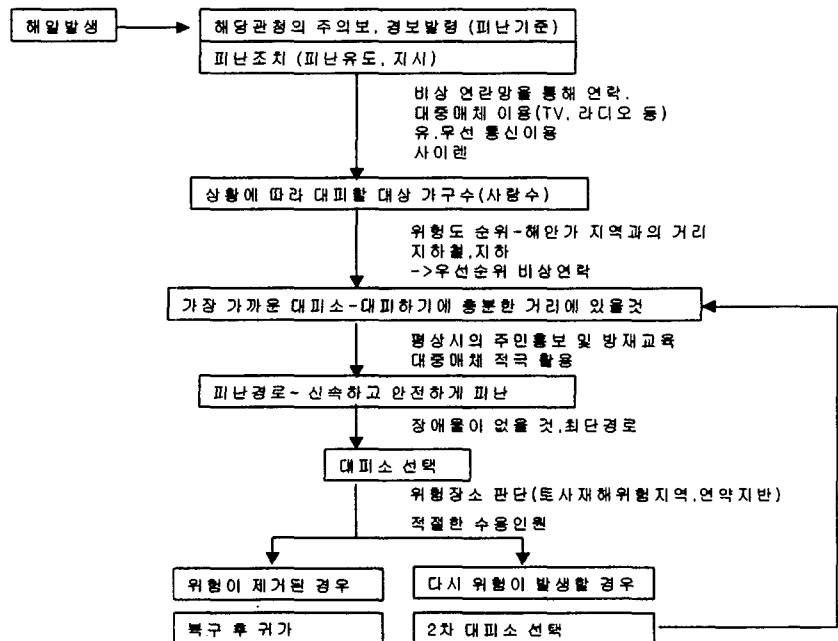 해일발생
해당관청의 주의보, 경보발령 (피난기준)
피난조치 (피난유도, 지시)
비상 연란망을 통해 연락.
대중매체 이용(TV, 라디오 등)
유.무선 통신이용
사이렌
상황에 따라 대피할 대상 가구수(사람수)
위험도 순위-해안가 지역과의 거리
지하철,지하
->우선순위 비상연락
가장 가까운 대피소-대피하기에 충분한 거리에 있을것
평상시의 주민홍보 및 방재교육
대중매체 적극 활용
피난경로- 신속하고 안전하게 피난
장애물이 없을 것,최단경로
대피소 선택
위험장소 판단(토사재해위험지역,연약지반)
적절한 수용인원
위험이 제거된 경우
다시 위험이 발생할 경우
복구 후 귀가
2차 대피소 선택